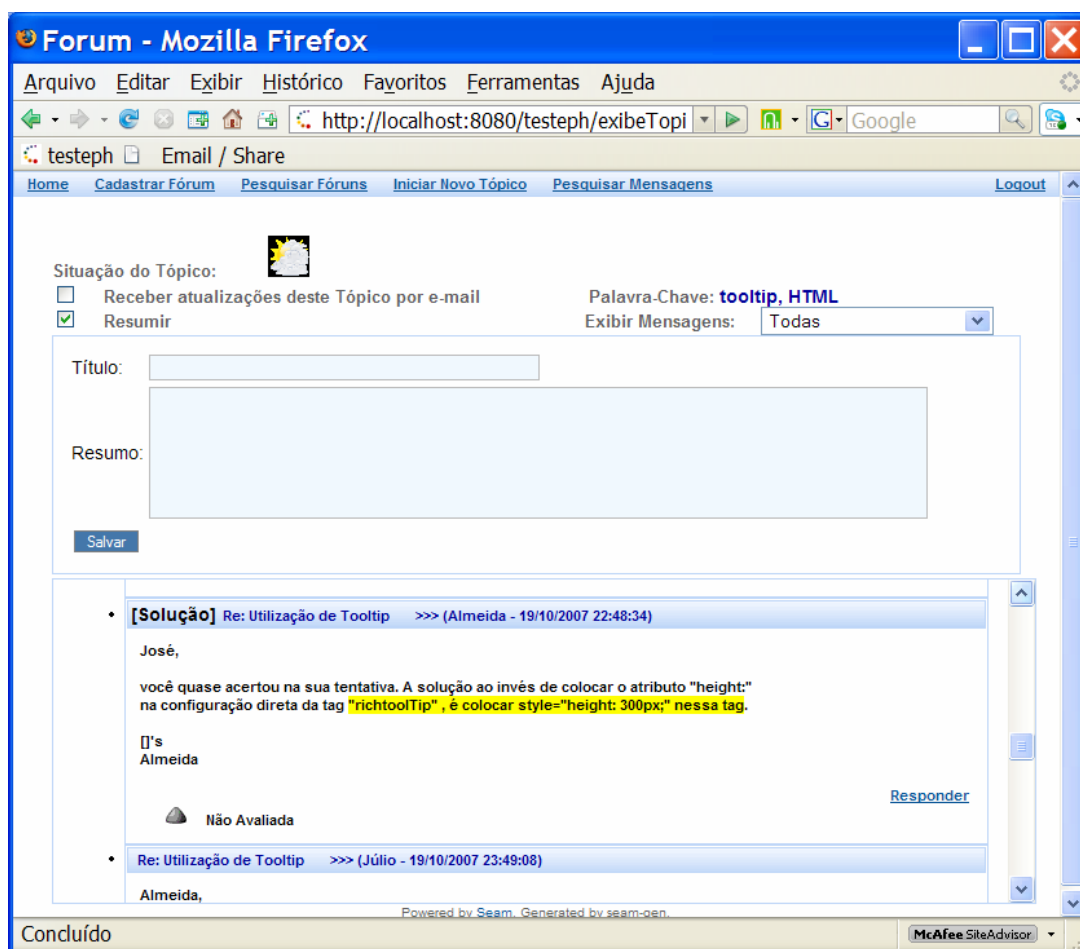 Forum - Mozilla Firefox
Arquivo Editar Exibir Histórico Favoritos Ferramentas Ajuda
http://localhost:8080/testeph/exibeTopi G Google
testeph Email / Share
Home Cadastrar Fórum Pesquisar Fóruns Iniciar Novo Tópico Pesquisar Mensagens Logout
Situação do Tópico:
Receber atualizações deste Tópico por e-mail Palavra-Chave: tooltip, HTML
Resumir Exibir Mensagens: Todas
Título:
Resumo:
Salvar
[Solução] Re: Utilização de Tooltip >>> (Almeida - 19/10/2007 22:48:34)
José,
você quase acertou na sua tentativa. A solução ao invés de colocar o atributo "height:"
na configuração direta da tag "richtoolTip" , é colocar style="height: 300px;" nessa tag.
[]'s
Almeida
Responder
Não Avaliada
Re: Utilização de Tooltip >>> (Júlio - 19/10/2007 23:49:08)
Almeida,
Powered by Seam. Generated by seam-gen.
Concluído McAfee SiteAdvisor